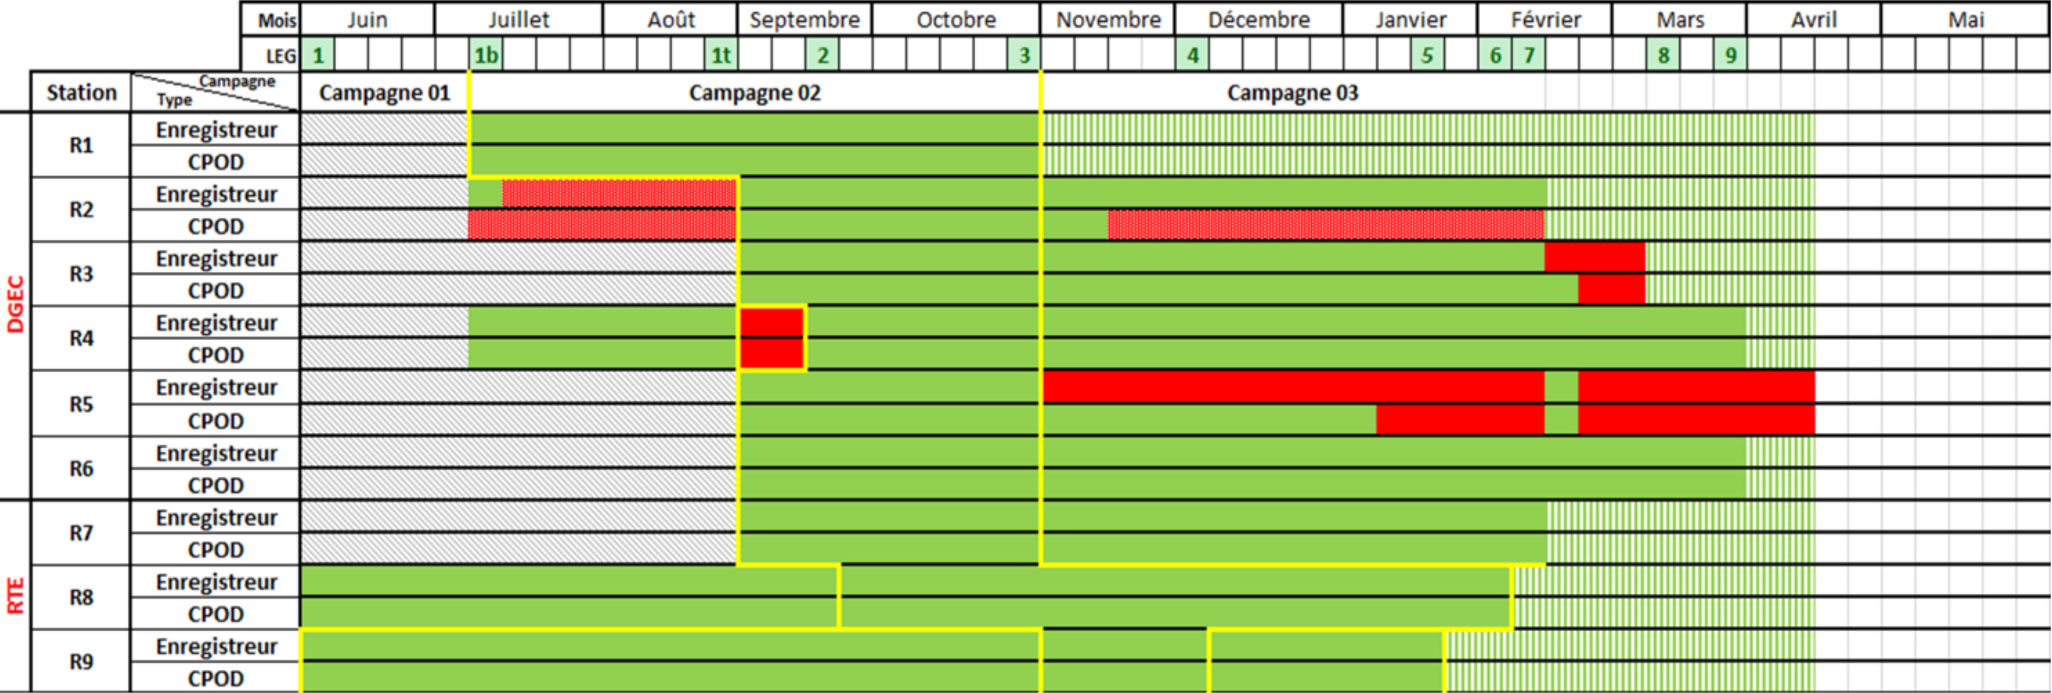 Mois Juin Juillet Août Septembre Octobre Novembre Décembre Janvier Février Mars Avril Mai
LEG 1 1b 1t 2 3 4 5 6 7 8 9
Station Campagne Type Campagne 01 Campagne 02 Campagne 03
DGEC
R1
Enregistreur
CPOD
R2
Enregistreur
CPOD
R3
Enregistreur
CPOD
R4
Enregistreur
CPOD
R5
Enregistreur
CPOD
R6
Enregistreur
CPOD
RTE
R7
Enregistreur
CPOD
R8
Enregistreur
CPOD
R9
Enregistreur
CPOD